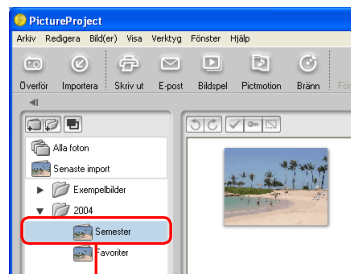 PictureProject
Arkiv Redigera Bild(er) Visa Verktyg Fönster Hjälp
Överför Importera Skriv ut E-post Bildspel Pictmotion Bränn
Alla foton
Senaste import
Exempelbilder
2004
Semester
Favoriter